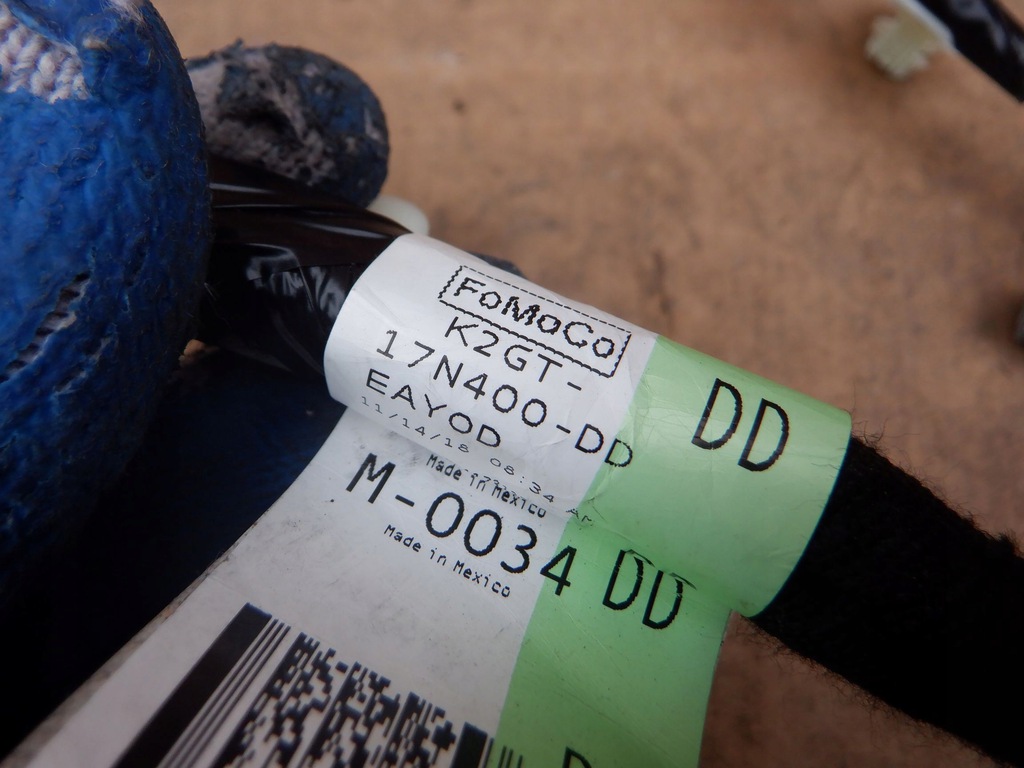 FoMoCo
K2GT-
17N400-DD
EAYOD
11/14/18 08:34 AM
Made in Mexico
M-0034
Made in Mexico
DD
DD